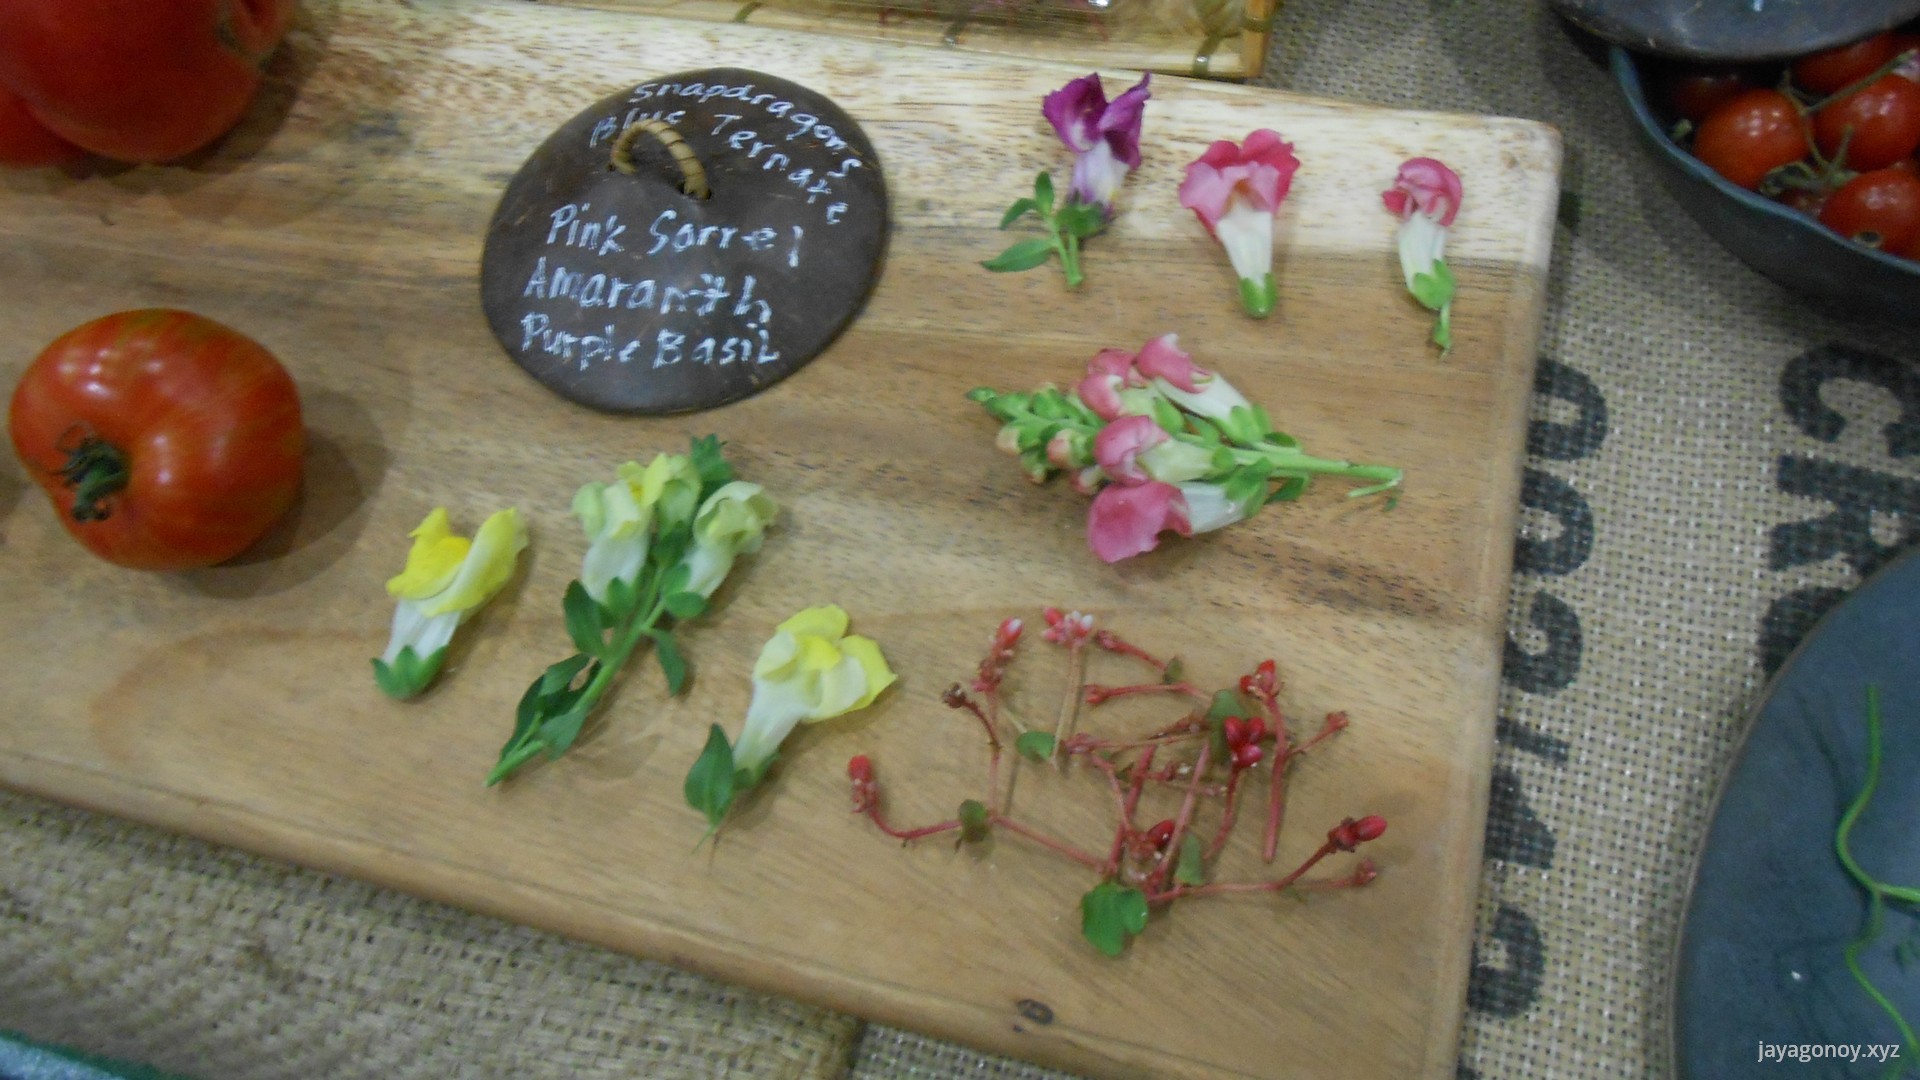 Snapdragons
Blue Ternate
Pink Sorrel
Amaranth
Purple Basil
jayagonoy.xyz